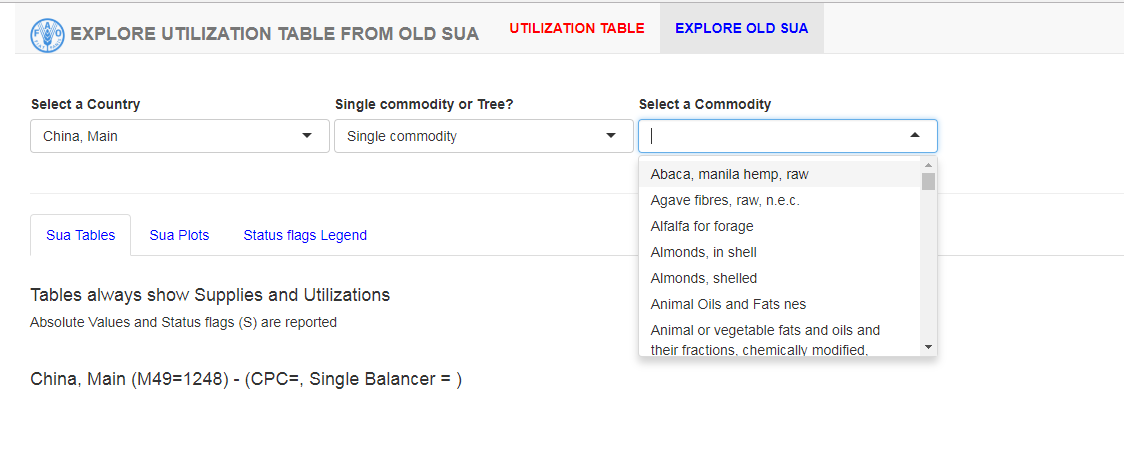 FAO
EXPLORE UTILIZATION TABLE FROM OLD SUA
UTILIZATION TABLE
EXPLORE OLD SUA
Select a Country
Single commodity or Tree?
Select a Commodity
China, Main
Single commodity
Abaca, manila hemp, raw
Agave fibres, raw, n.e.c.
Alfalfa for forage
Almonds, in shell
Almonds, shelled
Animal Oils and Fats nes
Animal or vegetable fats and oils and
their fractions, chemically modified,
Sua Tables
Sua Plots
Status flags Legend
Tables always show Supplies and Utilizations
Absolute Values and Status flags (S) are reported
China, Main (M49=1248) - (CPC=, Single Balancer = )